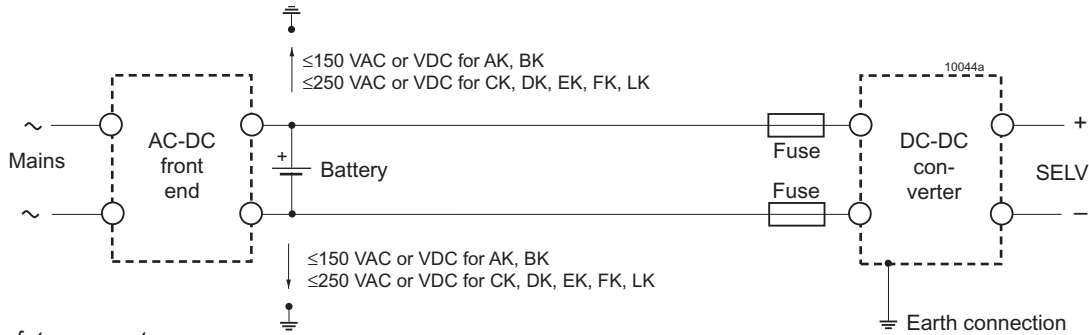 ≤150 VAC or VDC for AK, BK
≤250 VAC or VDC for CK, DK, EK, FK, LK
10044a
~
Mains
~
AC-DC
front
end
+
Battery
Fuse
Fuse
DC-DC
con-
verter
+
SELV
–
≤150 VAC or VDC for AK, BK
≤250 VAC or VDC for CK, DK, EK, FK, LK
Earth connection